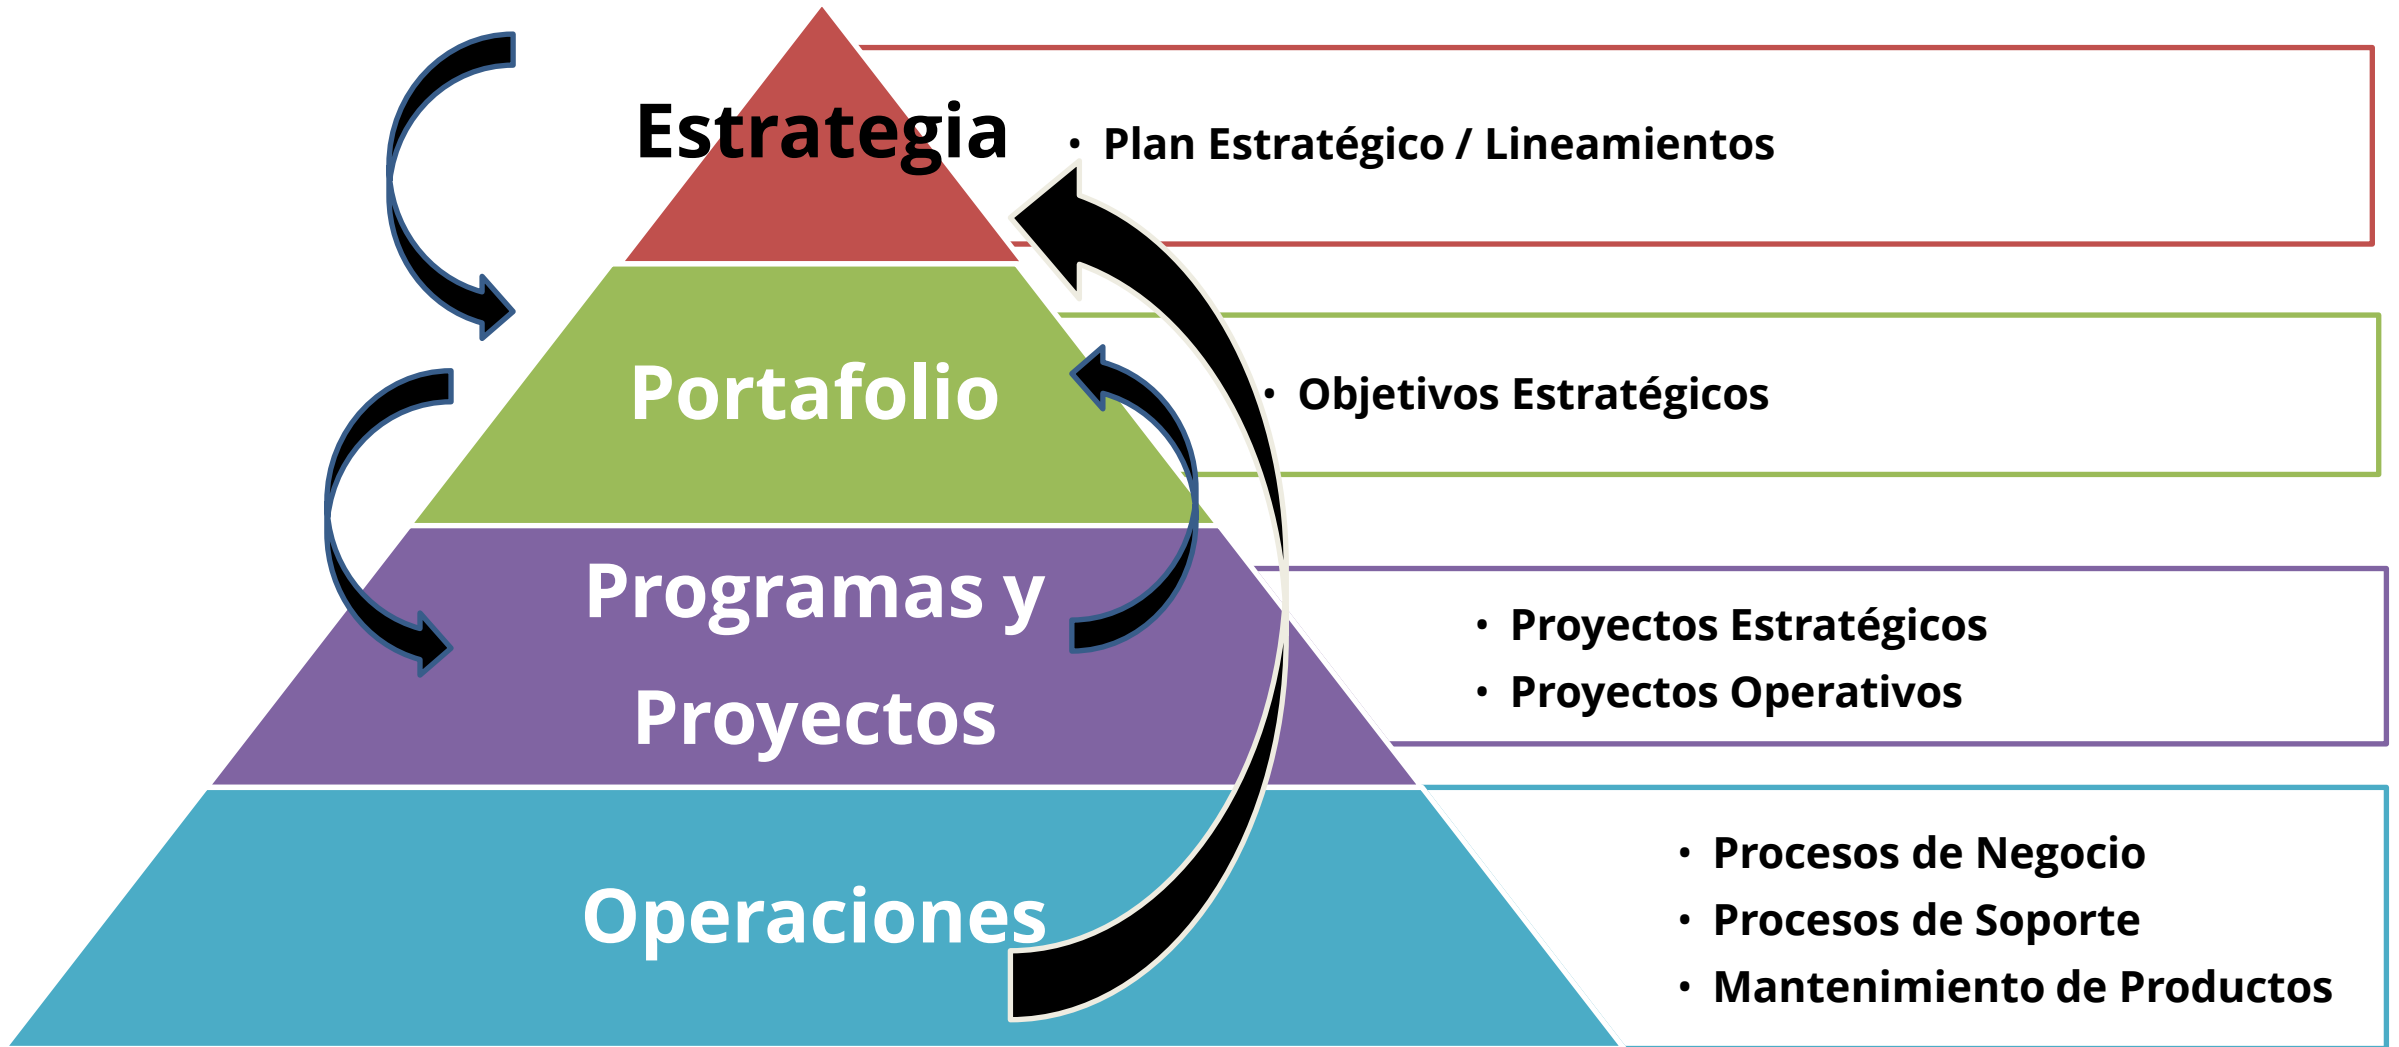 Estrategia
• Plan Estratégico / Lineamientos
Portafolio
• Objetivos Estratégicos
Programas y
Proyectos
• Proyectos Estratégicos
• Proyectos Operativos
Operaciones
• Procesos de Negocio
• Procesos de Soporte
• Mantenimiento de Productos